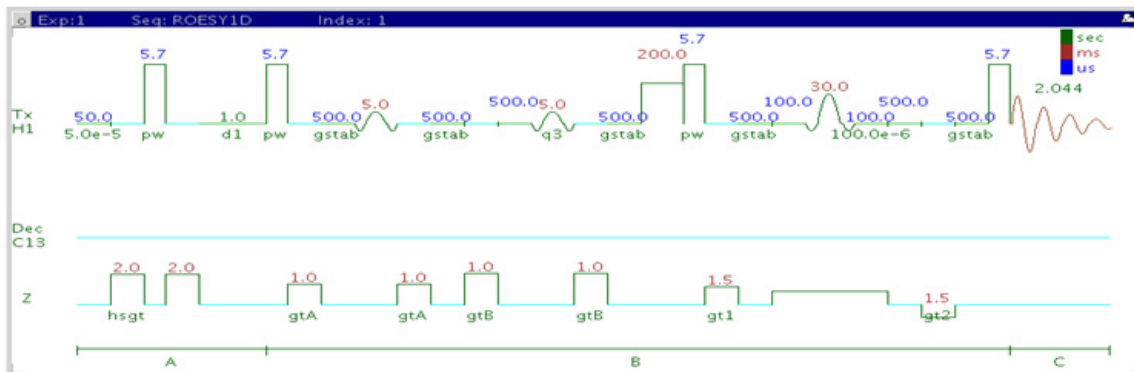 Exp:1 Seq: ROESY1D Index: 1
sec
ms
us
5.7 5.7 200.0 5.7 30.0 5.7 2.044
Tx
H1
50.0 1.0 500.0 5.0 500.0 500.0 5.0 500.0 500.0 100.0 100.0 500.0 500.0
5.0e-5 pw d1 pw gstab gstab q3 gstab pw gstab 100.0e-6 gstab
Dec
C13
Z
2.0 2.0 1.0 1.0 1.0 1.0 1.5 1.5
hsgt gtA gtA gtB gtB gt1 gt2
A B C